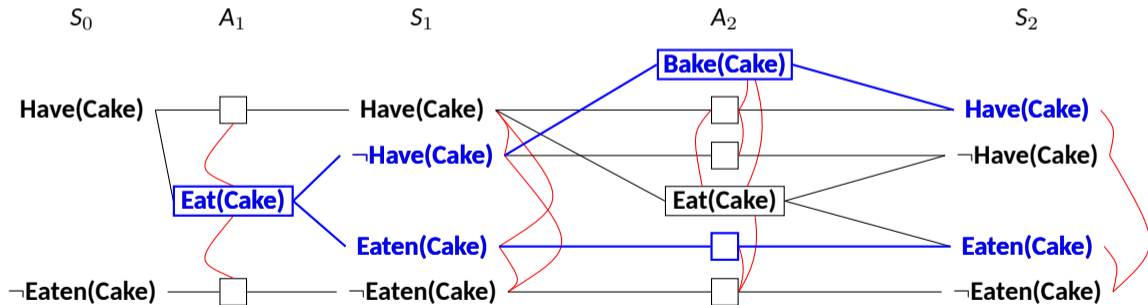 S₀ A₁ S₁ A₂ S₂
Bake(Cake)
Have(Cake) Have(Cake) Have(Cake)
¬Have(Cake) ¬Have(Cake)
Eat(Cake) Eat(Cake)
Eaten(Cake) Eaten(Cake)
¬Eaten(Cake) ¬Eaten(Cake) ¬Eaten(Cake)